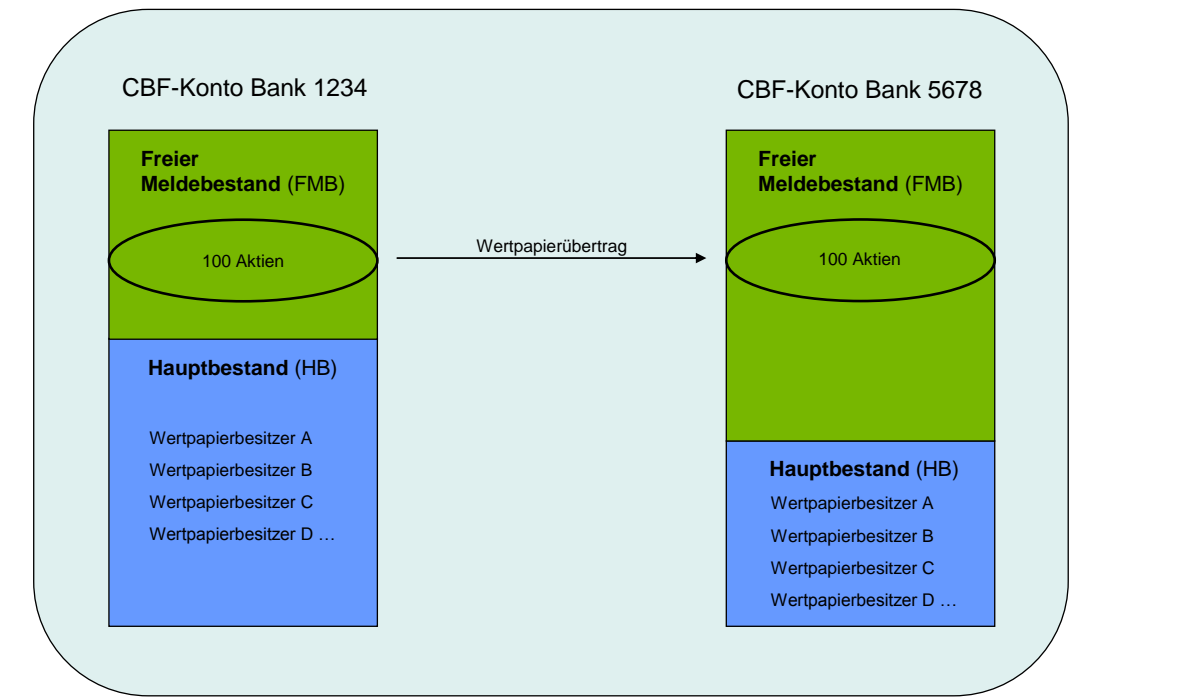 CBF-Konto Bank 1234
Freier
Meldebestand (FMB)
100 Aktien
Hauptbestand (HB)
Wertpapierbesitzer A
Wertpapierbesitzer B
Wertpapierbesitzer C
Wertpapierbesitzer D …
Wertpapierübertrag
CBF-Konto Bank 5678
Freier
Meldebestand (FMB)
100 Aktien
Hauptbestand (HB)
Wertpapierbesitzer A
Wertpapierbesitzer B
Wertpapierbesitzer C
Wertpapierbesitzer D …